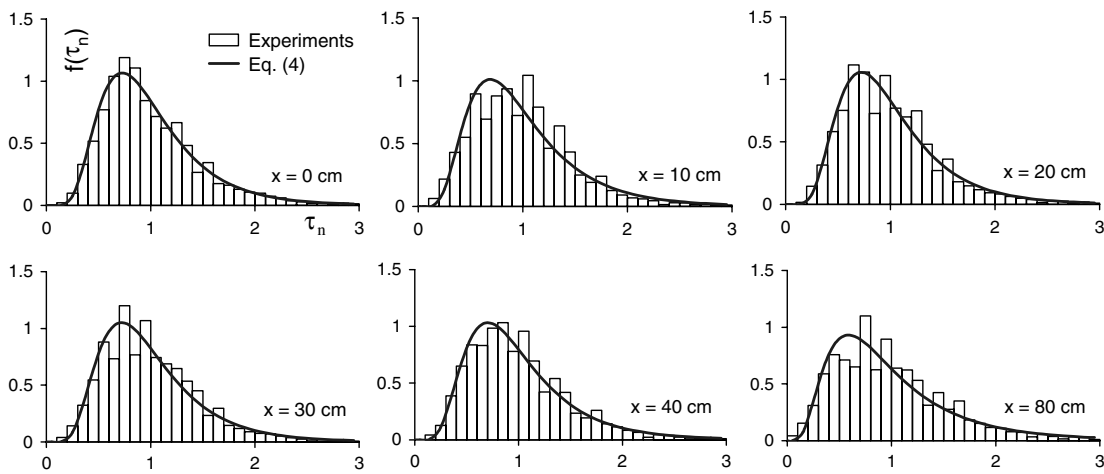 1.5
1
0.5
0
f(τn)
Experiments
Eq. (4)
x = 0 cm
0 1 2 3
τn
1.5
1
0.5
0
x = 10 cm
0 1 2 3
1.5
1
0.5
0
x = 20 cm
0 1 2 3
1.5
1
0.5
0
x = 30 cm
0 1 2 3
1.5
1
0.5
0
x = 40 cm
0 1 2 3
1.5
1
0.5
0
x = 80 cm
0 1 2 3